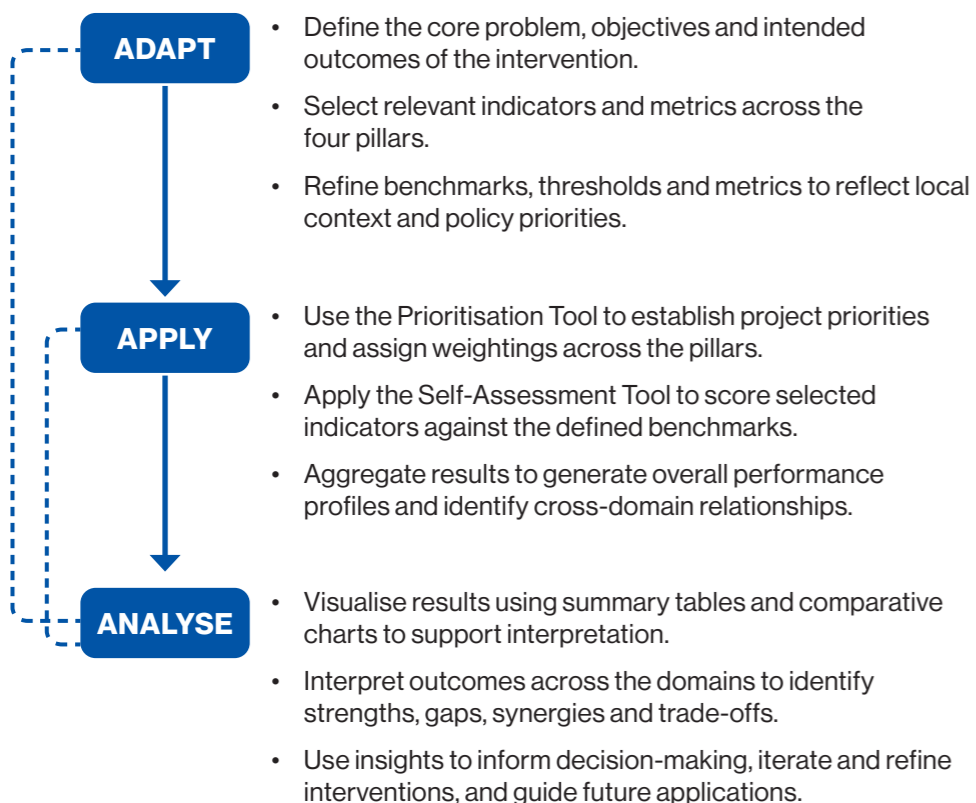 ADAPT
• Define the core problem, objectives and intended
outcomes of the intervention.
• Select relevant indicators and metrics across the
four pillars.
• Refine benchmarks, thresholds and metrics to reflect local
context and policy priorities.
APPLY
• Use the Prioritisation Tool to establish project priorities
and assign weightings across the pillars.
• Apply the Self-Assessment Tool to score selected
indicators against the defined benchmarks.
• Aggregate results to generate overall performance
profiles and identify cross-domain relationships.
ANALYSE
• Visualise results using summary tables and comparative
charts to support interpretation.
• Interpret outcomes across the domains to identify
strengths, gaps, synergies and trade-offs.
• Use insights to inform decision-making, iterate and refine
interventions, and guide future applications.